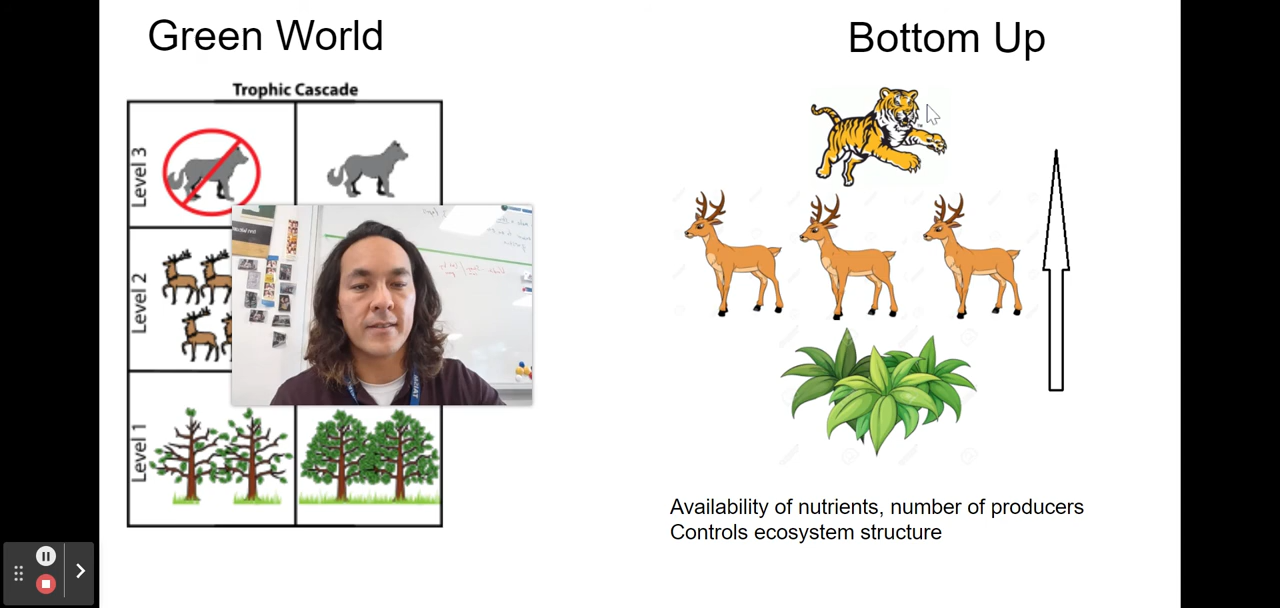 Green World
Bottom Up
Trophic Cascade
Level 3
Level 2
Level 1
Availability of nutrients, number of producers
Controls ecosystem structure